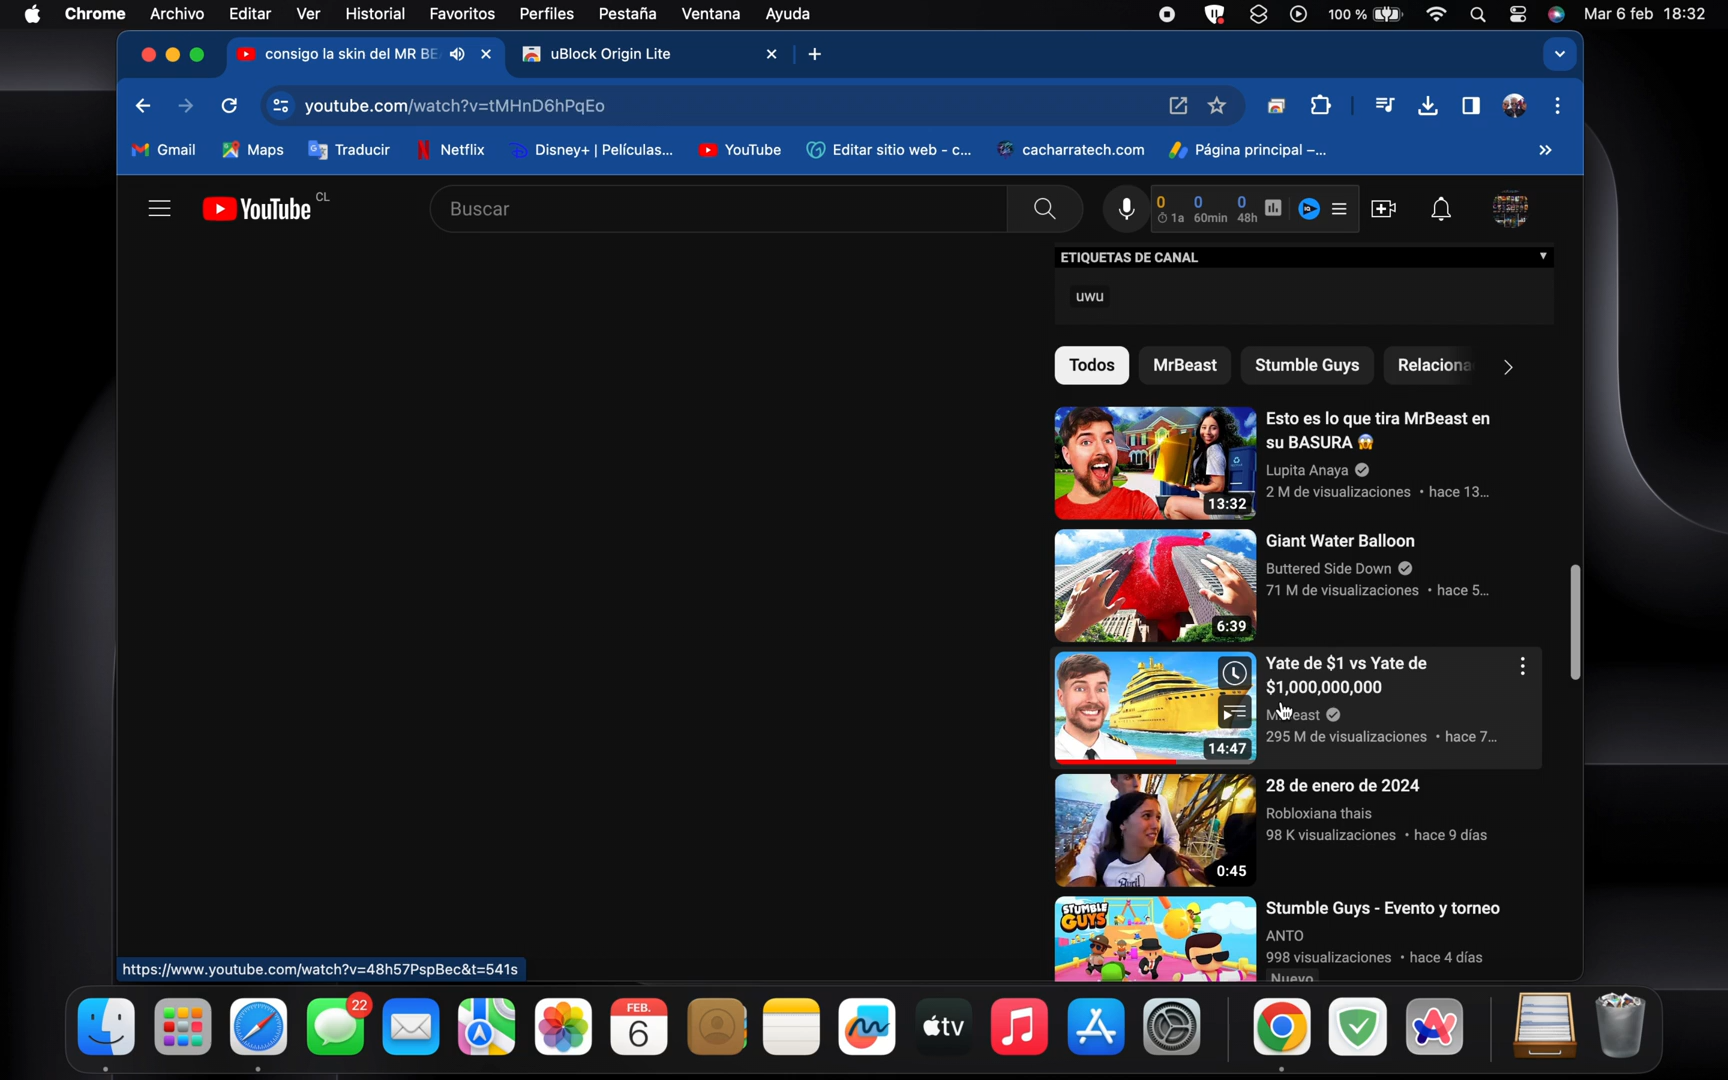 Chrome Archivo Editar Ver Historial Favoritos Perfiles Pestaña Ventana Ayuda 100 % Mar 6 feb 18:32
consigo la skin del MR BE uBlock Origin Lite
youtube.com/watch?v=tMHnD6hPqEo
Gmail Maps Traducir Netflix Disney+ | Películas... YouTube Editar sitio web - c... cacharratech.com Página principal –...
YouTube CL Buscar 0 0 0
1a 60min 48h
ETIQUETAS DE CANAL
uwu
Todos MrBeast Stumble Guys Relaciona
Esto es lo que tira MrBeast en
su BASURA 😱
Lupita Anaya
2 M de visualizaciones • hace 13...
13:32
Giant Water Balloon
Buttered Side Down
71 M de visualizaciones • hace 5...
6:39
Yate de $1 vs Yate de
$1,000,000,000
MrBeast
295 M de visualizaciones • hace 7...
14:47
28 de enero de 2024
Robloxiana thais
98 K visualizaciones • hace 9 días
0:45
Stumble Guys - Evento y torneo
STUMBLE
GUYS
ANTO
998 visualizaciones • hace 4 días
Nuevo
https://www.youtube.com/watch?v=48h57PspBec&t=541s
22
FEB.
6
tv